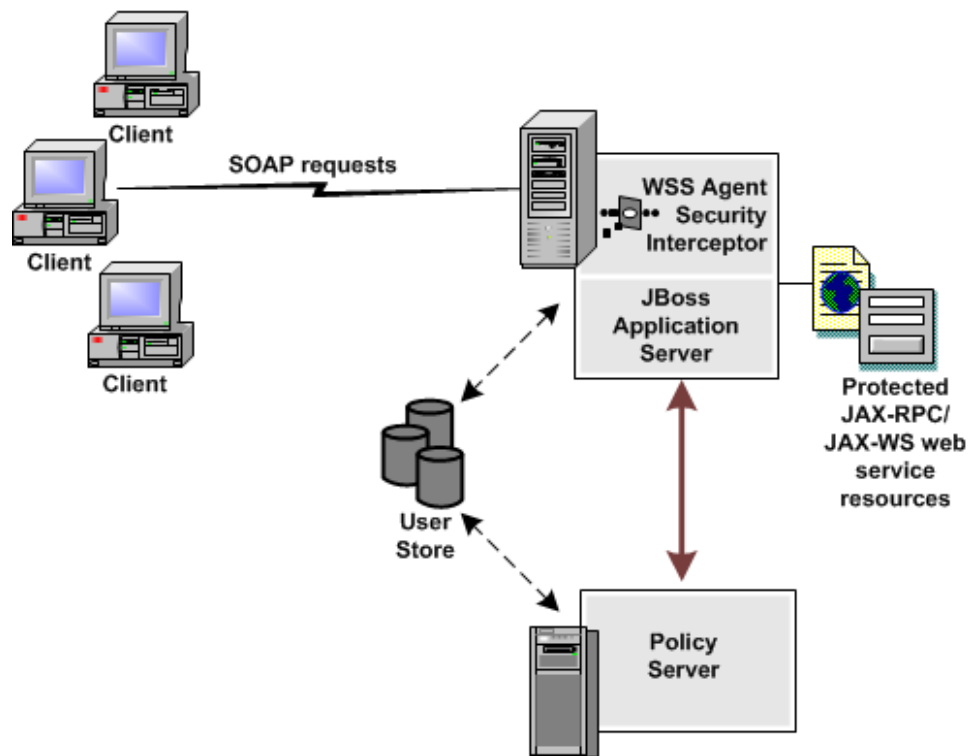 Client
SOAP requests
Client
Client
WSS Agent
Security
Interceptor
JBoss
Application
Server
Protected
JAX-RPC/
JAX-WS web
service
resources
User
Store
Policy
Server